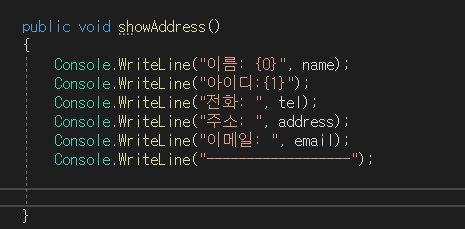 public void showAddress()
{
Console.WriteLine("이름: {0}", name);
Console.WriteLine("아이디:{1}");
Console.WriteLine("전화: ", tel);
Console.WriteLine("주소: ", address);
Console.WriteLine("이메일: ", email);
Console.WriteLine("------------------");
}